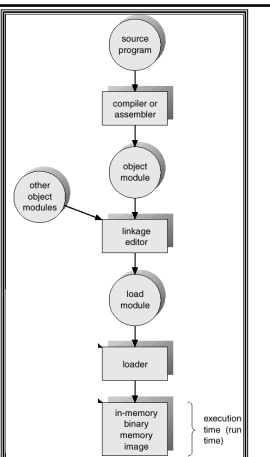 source
program
compiler or
assembler
object
module
other
object
modules
linkage
editor
load
module
loader
in-memory
binary
memory
image
execution
time (run
time)